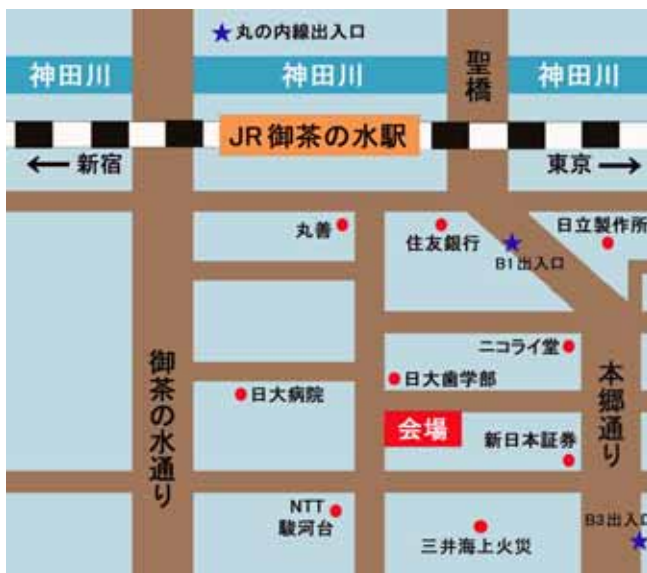 丸の内線出入口
神田川
神田川
聖橋
神田川
JR御茶の水駅
←新宿
東京→
丸善
住友銀行
B1出入口
日立製作所
御茶の水通り
ニコライ堂
日大歯学部
日大病院
本郷通り
会場
新日本証券
NTT
駿河台
三井海上火災
B3出入口